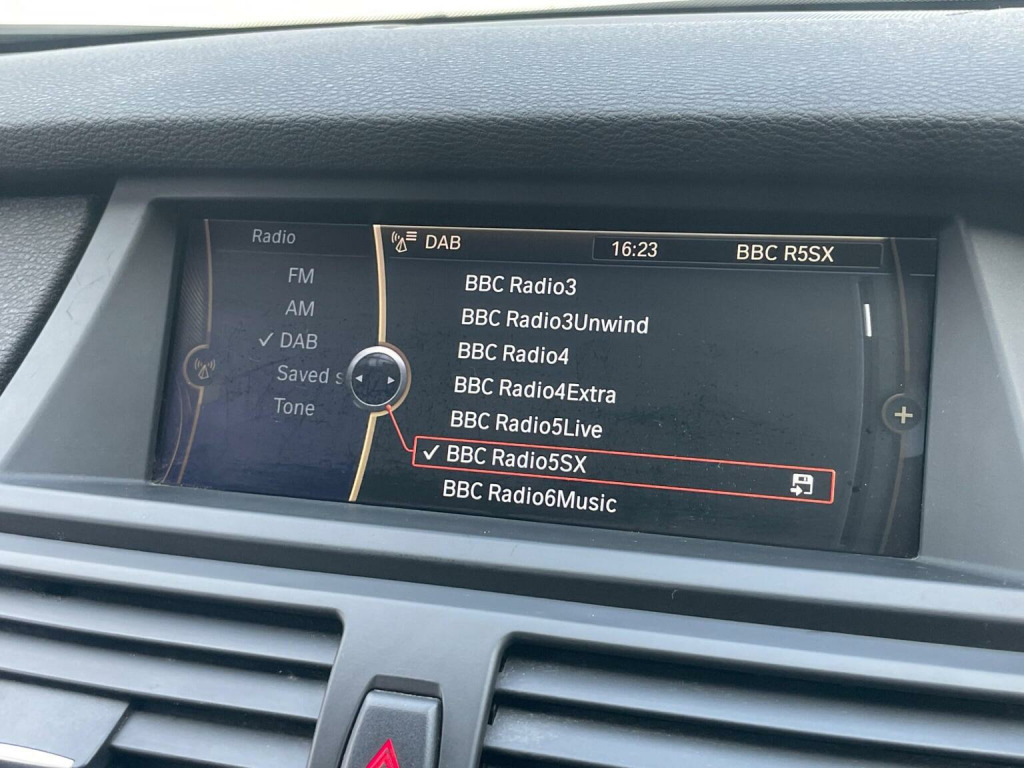 Radio
FM
AM
✓ DAB
Saved s
Tone
DAB
16:23
BBC R5SX
BBC Radio3
BBC Radio3Unwind
BBC Radio4
BBC Radio4Extra
BBC Radio5Live
✓ BBC Radio5SX
BBC Radio6Music